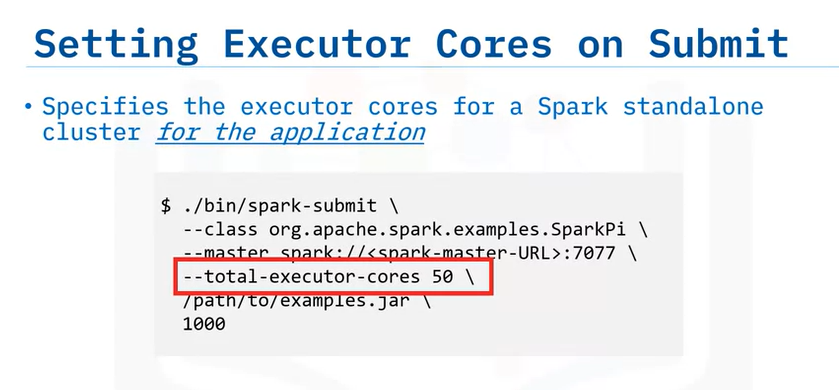 Setting Executor Cores on Submit
• Specifies the executor cores for a Spark standalone
cluster for the application
$ ./bin/spark-submit \
--class org.apache.spark.examples.SparkPi \
--master spark://<spark-master-URL>:7077 \
--total-executor-cores 50 \
/path/to/examples.jar \
1000